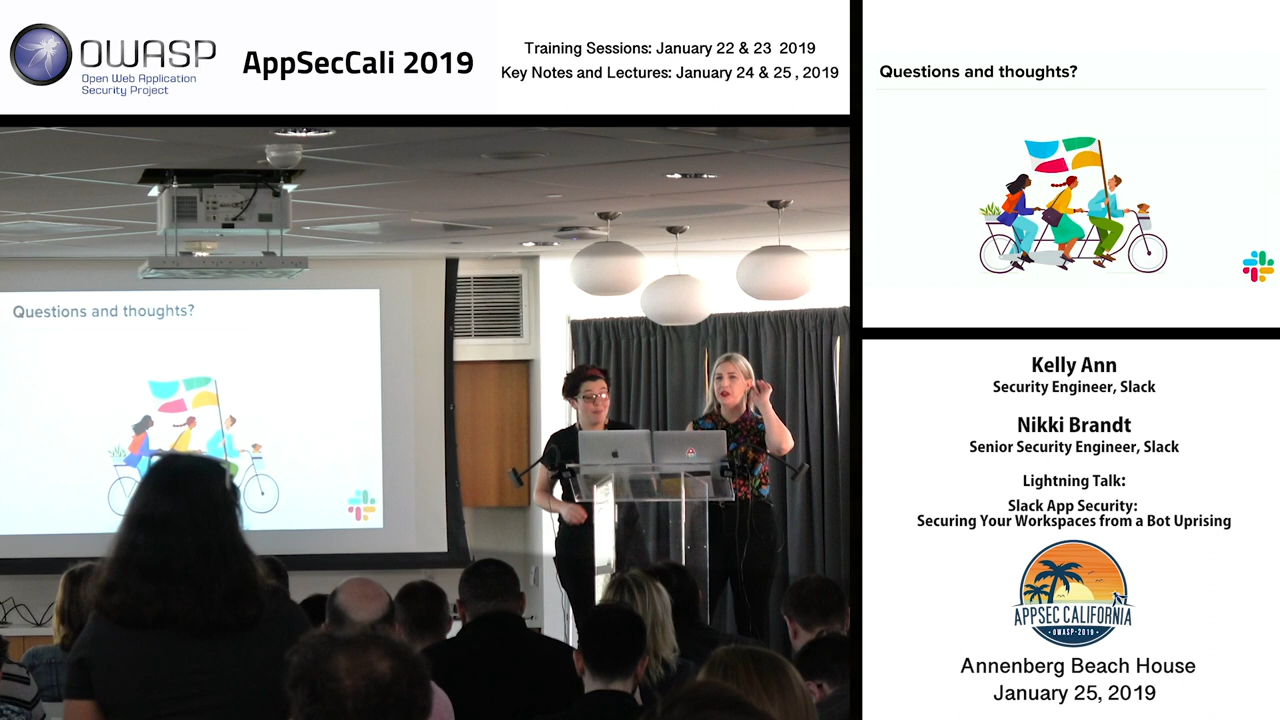 OWASP
Open Web Application
Security Project
AppSecCali 2019
Training Sessions: January 22 & 23 2019
Key Notes and Lectures: January 24 & 25 , 2019
Questions and thoughts?
Questions and thoughts?
Kelly Ann
Security Engineer, Slack
Nikki Brandt
Senior Security Engineer, Slack
Lightning Talk:
Slack App Security:
Securing Your Workspaces from a Bot Uprising
APPSEC CALIFORNIA
OWASP-2019
Annenberg Beach House
January 25, 2019